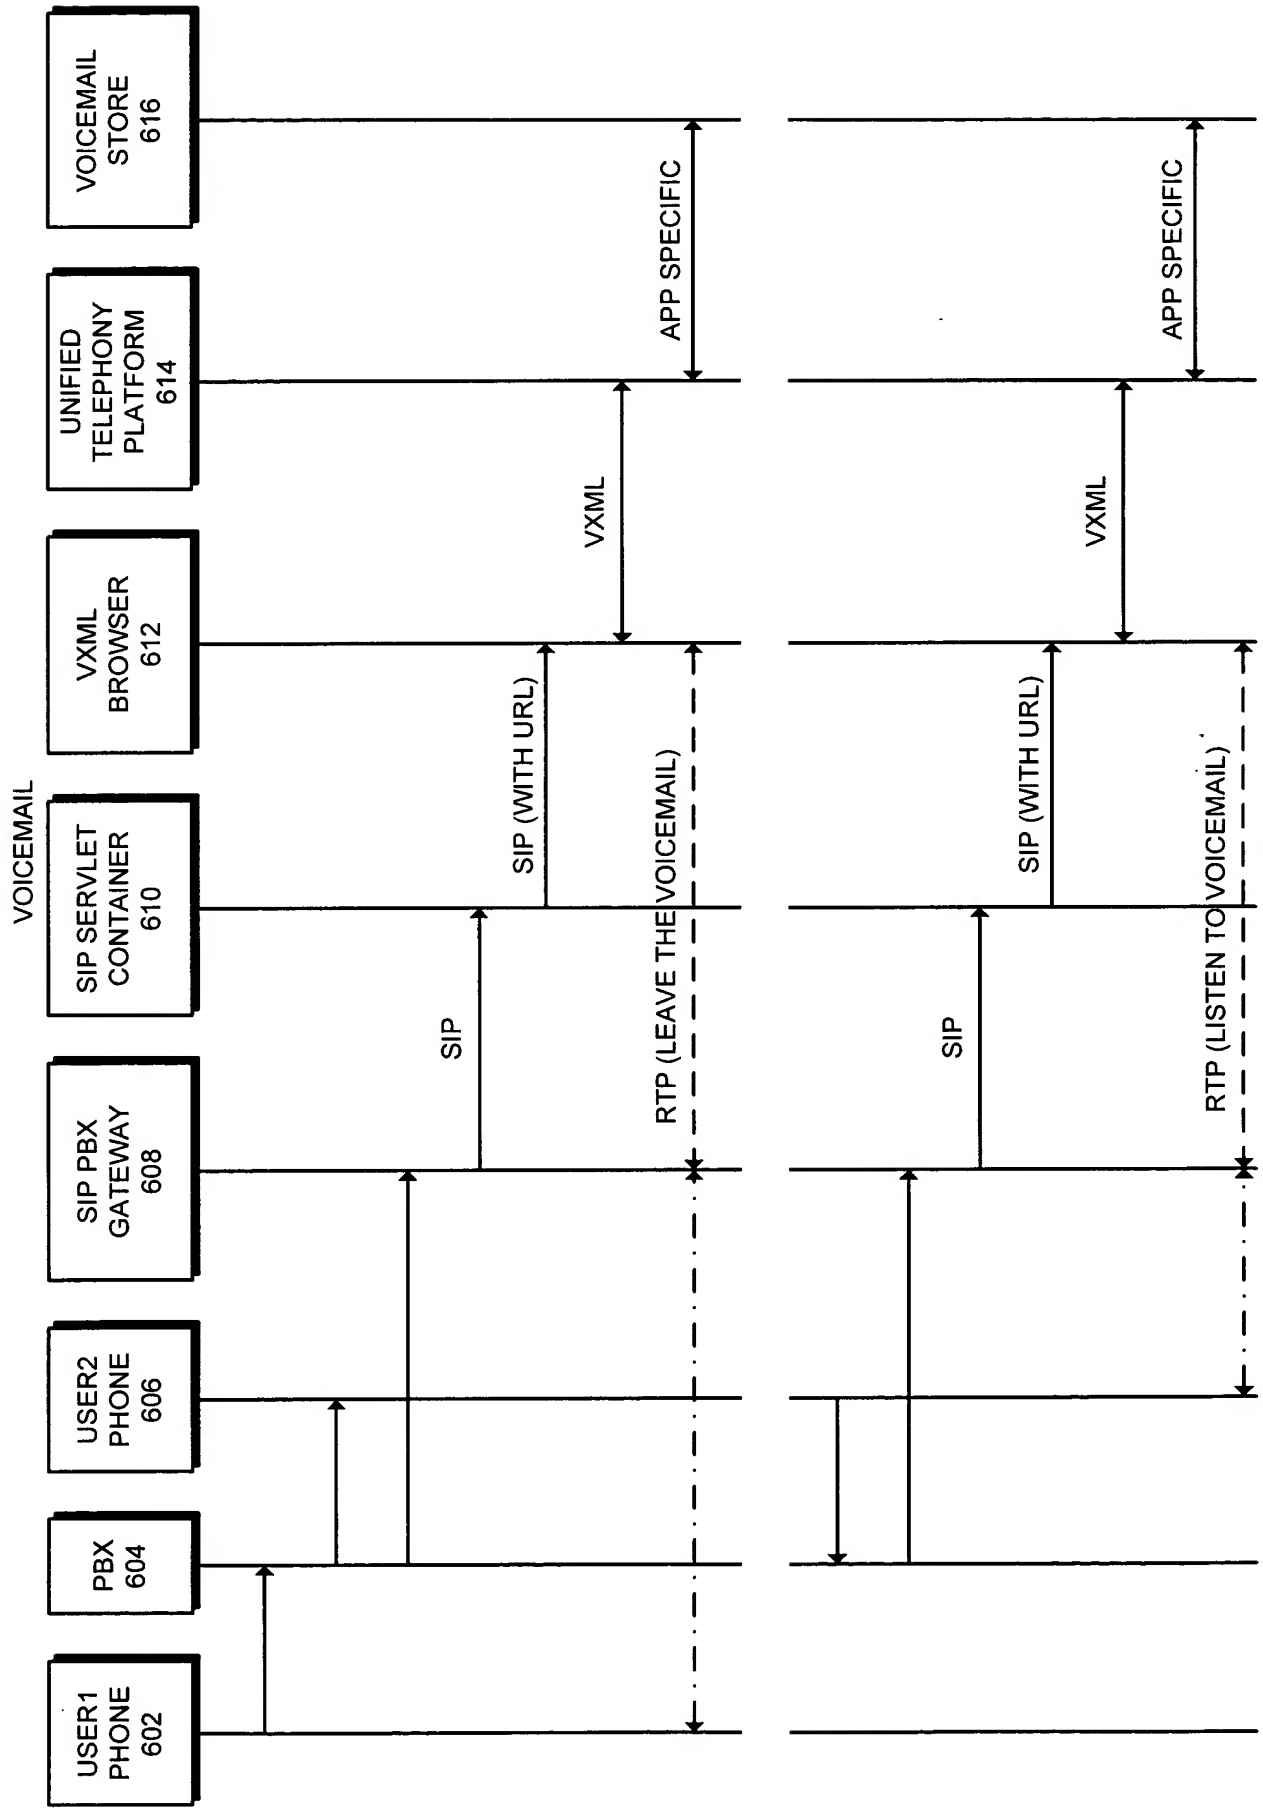 VOICEMAIL
USER1
PHONE
602
PBX
604
USER2
PHONE
606
SIP PBX
GATEWAY
608
SIP SERVLET
CONTAINER
610
VXML
BROWSER
612
UNIFIED
TELEPHONY
PLATFORM
614
VOICEMAIL
STORE
616
SIP
SIP (WITH URL)
VXML
RTP (LEAVE THE VOICEMAIL)
APP SPECIFIC
SIP
SIP (WITH URL)
VXML
APP SPECIFIC
RTP (LISTEN TO VOICEMAIL)